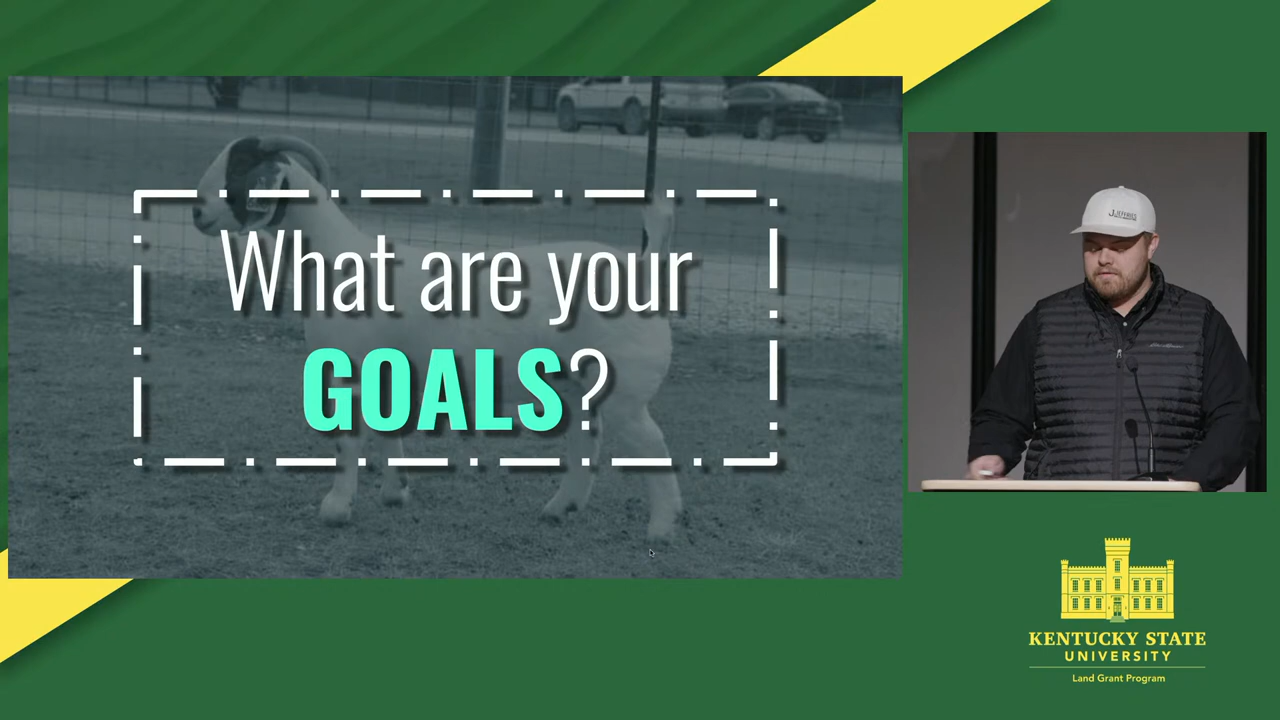 What are your
GOALS?
KENTUCKY STATE
UNIVERSITY
Land Grant Program